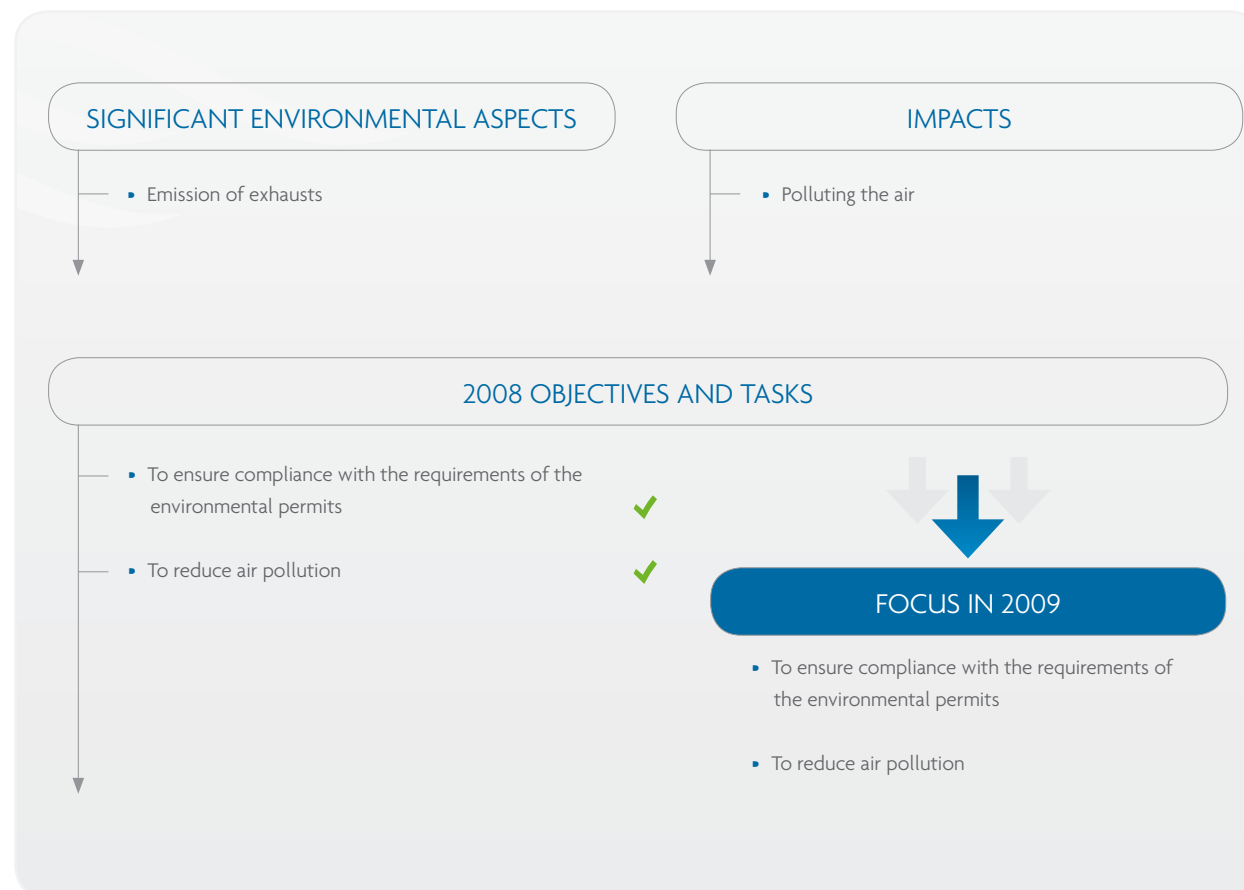 SIGNIFICANT ENVIRONMENTAL ASPECTS
Emission of exhausts
IMPACTS
Polluting the air
2008 OBJECTIVES AND TASKS
To ensure compliance with the requirements of the
environmental permits
To reduce air pollution
FOCUS IN 2009
To ensure compliance with the requirements of
the environmental permits
To reduce air pollution